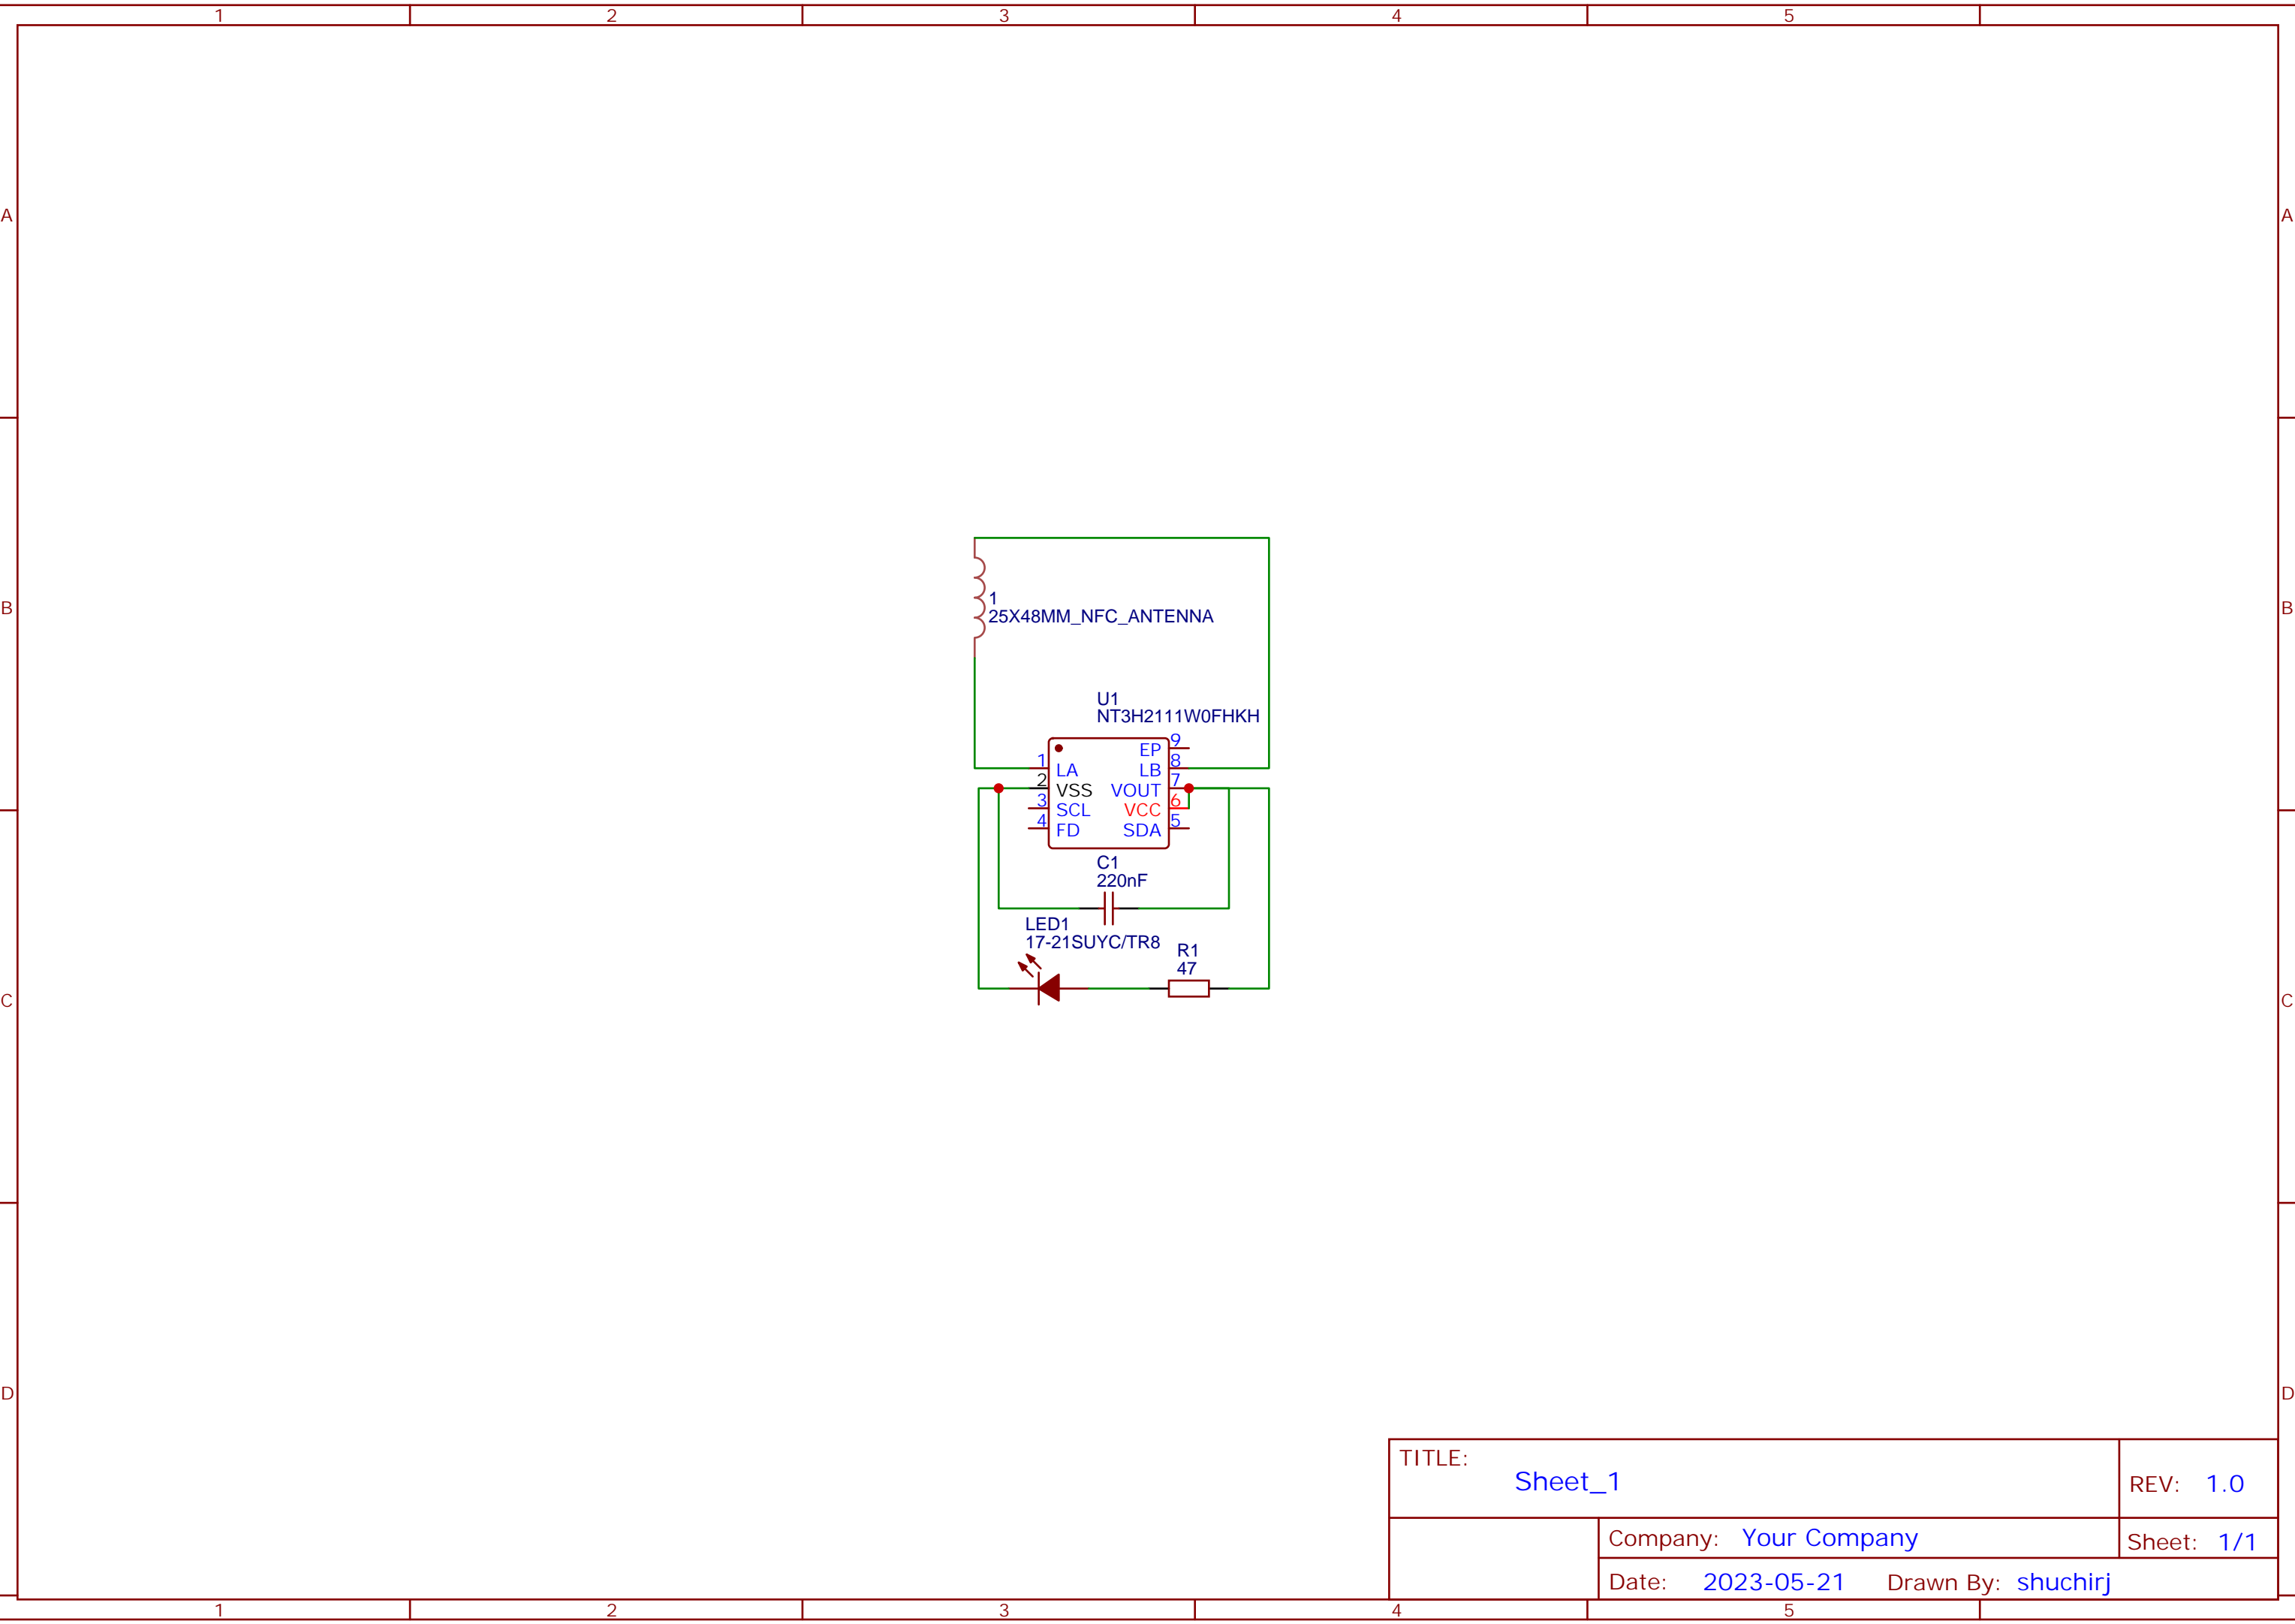 1 2 3 4 5
A A
B B
1
25X48MM_NFC_ANTENNA
U1
NT3H2111W0FHKH
EP 9
1 LA LB 8
2 VSS VOUT 7
3 SCL VCC 6
4 FD SDA 5
C1
220nF
LED1
17-21SUYC/TR8
R1
47
C C
D D
TITLE:
Sheet_1
REV: 1.0
Company: Your Company
Sheet: 1/1
Date: 2023-05-21 Drawn By: shuchirj
1 2 3 4 5